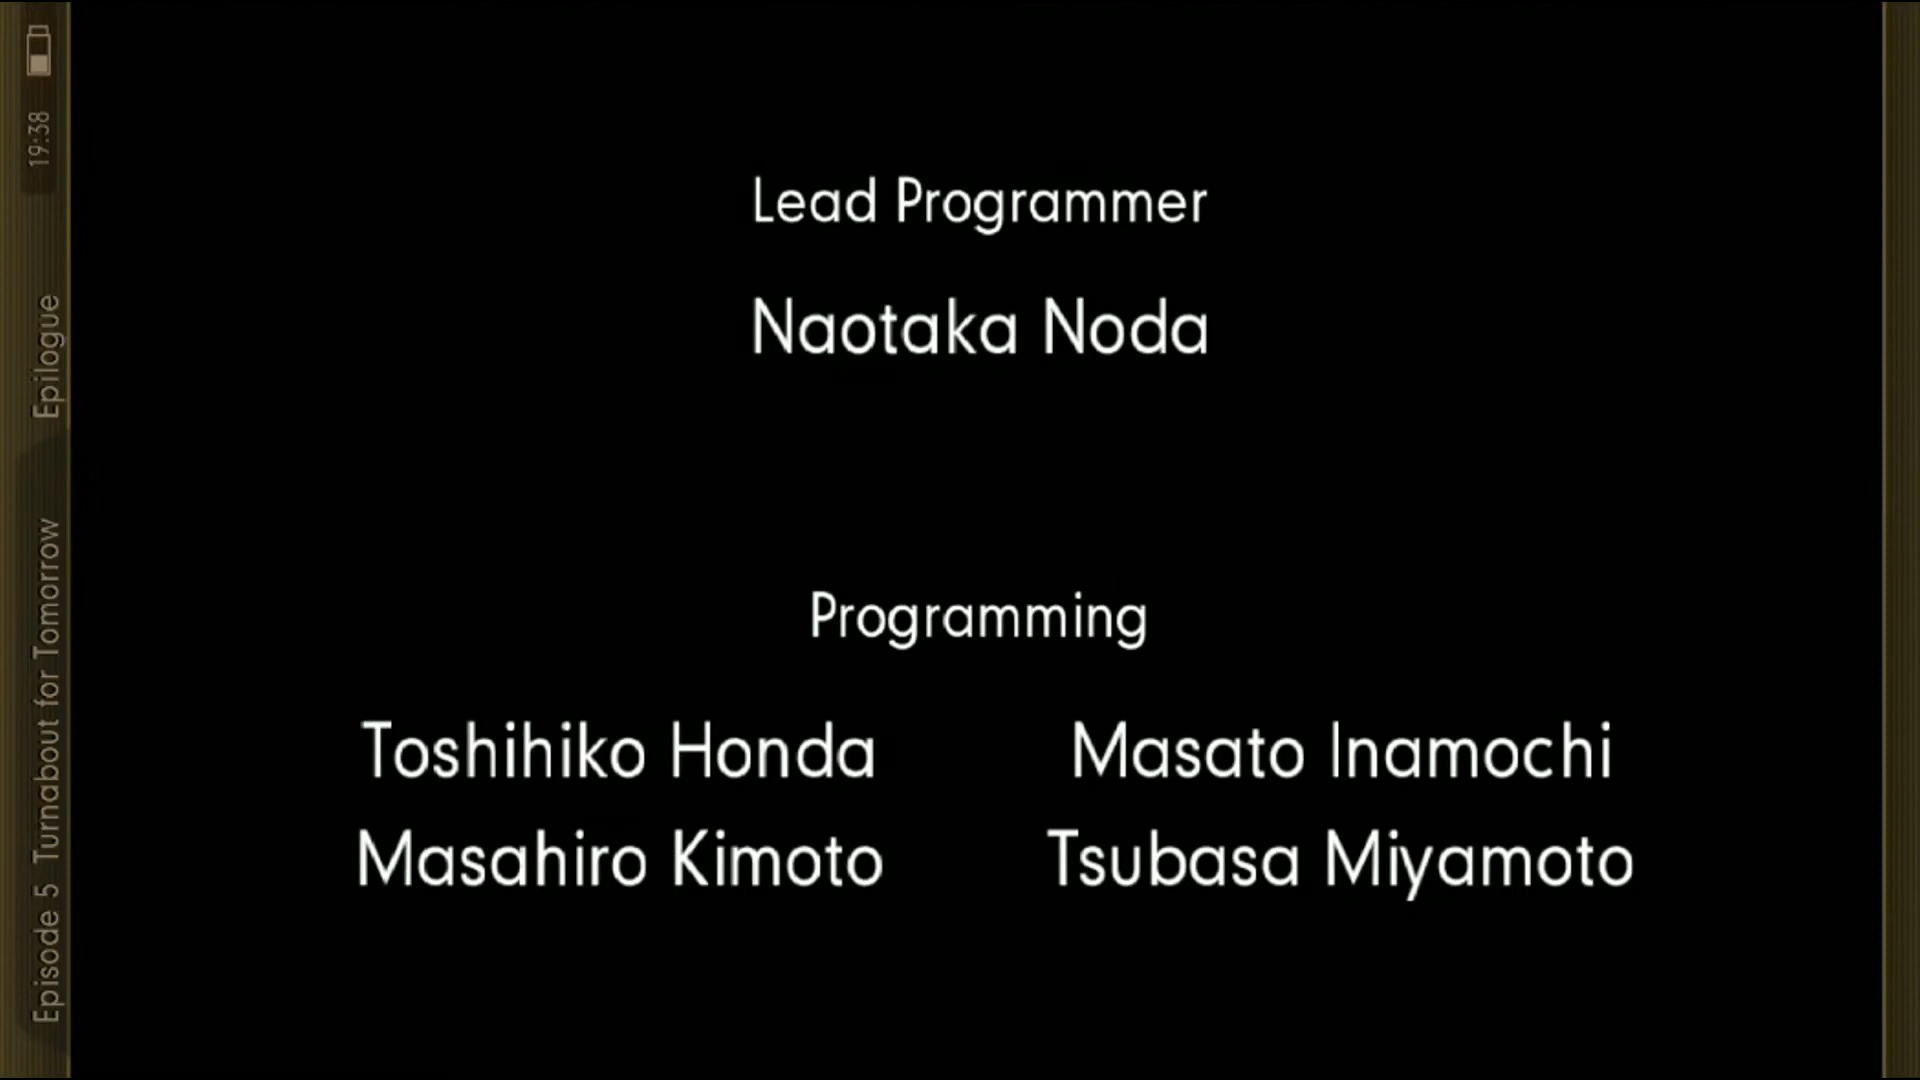 19:38
Epilogue
Episode 5 Turnabout for Tomorrow
Lead Programmer
Naotaka Noda
Programming
Toshihiko Honda Masato Inamochi
Masahiro Kimoto Tsubasa Miyamoto